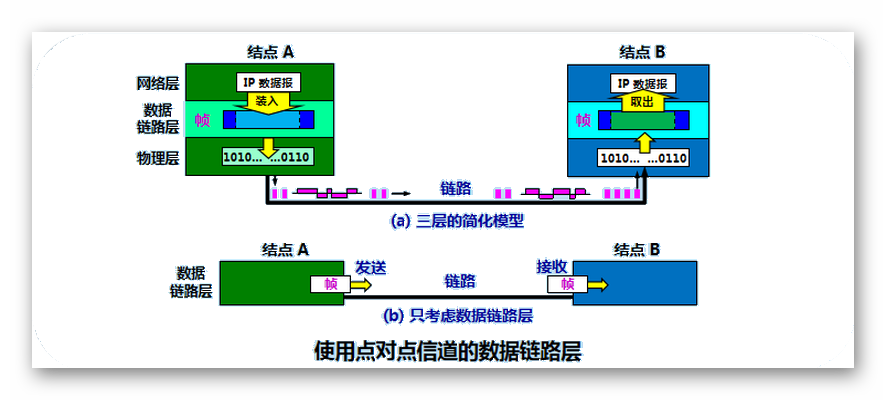 结点 A
结点 B
网络层
IP 数据报
IP 数据报
装入
取出
数据
链路层
帧
帧
物理层
1010… …0110
1010… …0110
链路
(a) 三层的简化模型
结点 A
结点 B
数据
链路层
发送
接收
帧
链路
帧
(b) 只考虑数据链路层
使用点对点信道的数据链路层